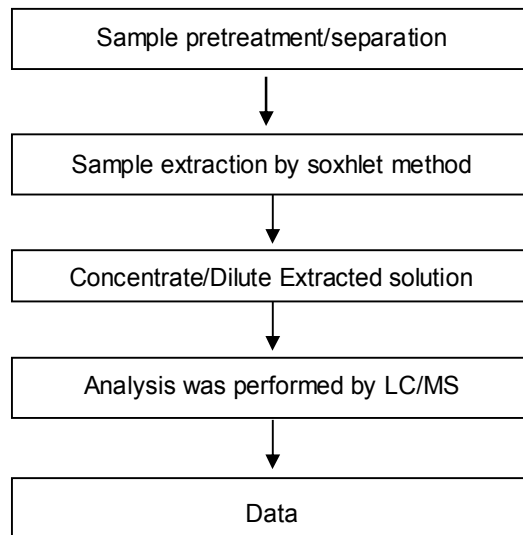 Sample pretreatment/separation
Sample extraction by soxhlet method
Concentrate/Dilute Extracted solution
Analysis was performed by LC/MS
Data